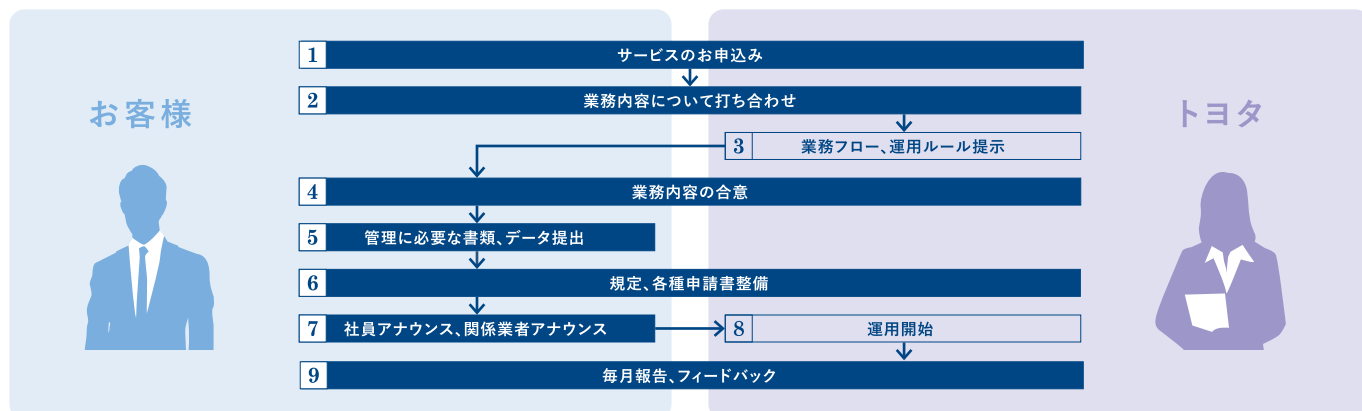 お客様
トヨタ
1 サービスのお申込み
2 業務内容について打ち合わせ
3 業務フロー、運用ルール提示
4 業務内容の合意
5 管理に必要な書類、データ提出
6 規定、各種申請書整備
7 社員アナウンス、関係業者アナウンス
8 運用開始
9 毎月報告、フィードバック